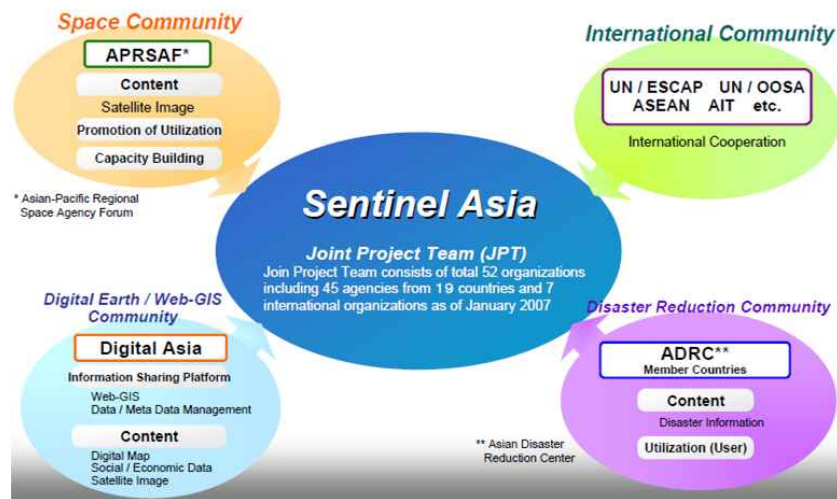 Space Community
APRSAF*
Content
Satellite Image
Promotion of Utilization
Capacity Building
* Asian-Pacific Regional
Space Agency Forum
International Community
UN / ESCAP UN / OOSA
ASEAN AIT etc.
International Cooperation
Sentinel Asia
Joint Project Team (JPT)
Join Project Team consists of total 52 organizations
including 45 agencies from 19 countries and 7
international organizations as of January 2007
Digital Earth / Web-GIS
Community
Digital Asia
Information Sharing Platform
Web-GIS
Data / Meta Data Management
Content
Digital Map
Social / Economic Data
Satellite Image
Disaster Reduction Community
ADRC**
Member Countries
Content
Disaster Information
Utilization (User)
** Asian Disaster
Reduction Center